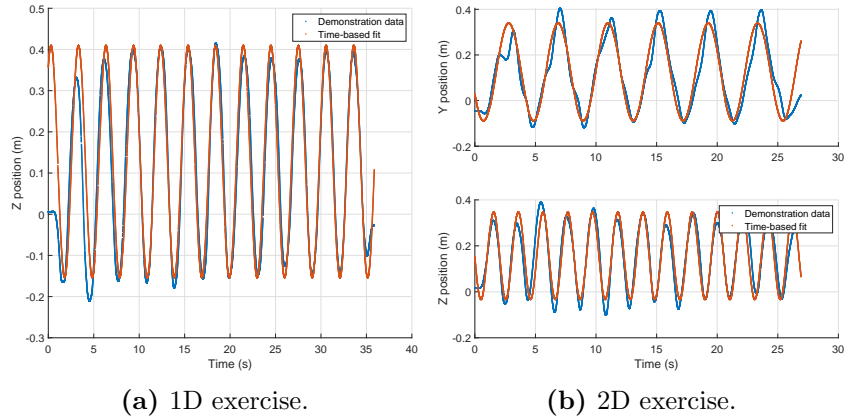 0.5
0.4
0.3
0.2
0.1
0
-0.1
-0.2
-0.3
Z position (m)
0 5 10 15 20 25 30 35 40
Time (s)
Demonstration data
Time-based fit
(a) 1D exercise.
0.4
0.2
0
-0.2
Y position (m)
0 5 10 15 20 25 30
0.4
0.2
0
-0.2
Z position (m)
Demonstration data
Time-based fit
0 5 10 15 20 25 30
Time (s)
(b) 2D exercise.